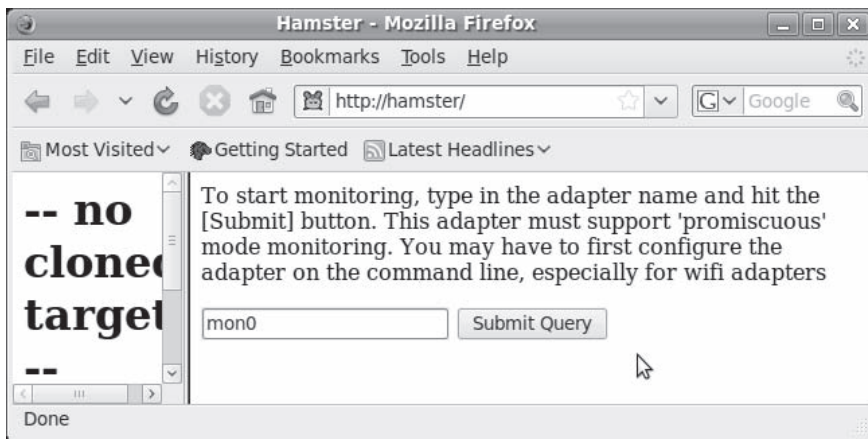 Hamster - Mozilla Firefox
File Edit View History Bookmarks Tools Help
http://hamster/
G Google
Most Visited Getting Started Latest Headlines
-- no
cloned
target
--
To start monitoring, type in the adapter name and hit the
[Submit] button. This adapter must support 'promiscuous'
mode monitoring. You may have to first configure the
adapter on the command line, especially for wifi adapters
mon0 Submit Query
Done